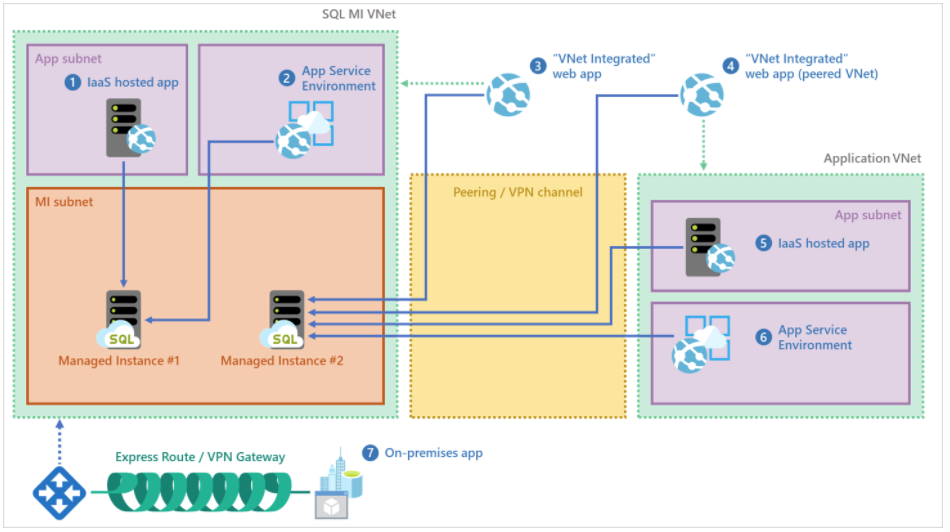 SQL MI VNet
App subnet
1 IaaS hosted app
2 App Service
Environment
3 "VNet Integrated"
web app
4 "VNet Integrated"
web app (peered VNet)
Application VNet
MI subnet
Peering / VPN channel
App subnet
5 IaaS hosted app
SQL
Managed Instance #1
SQL
Managed Instance #2
6 App Service
Environment
Express Route / VPN Gateway
7 On-premises app